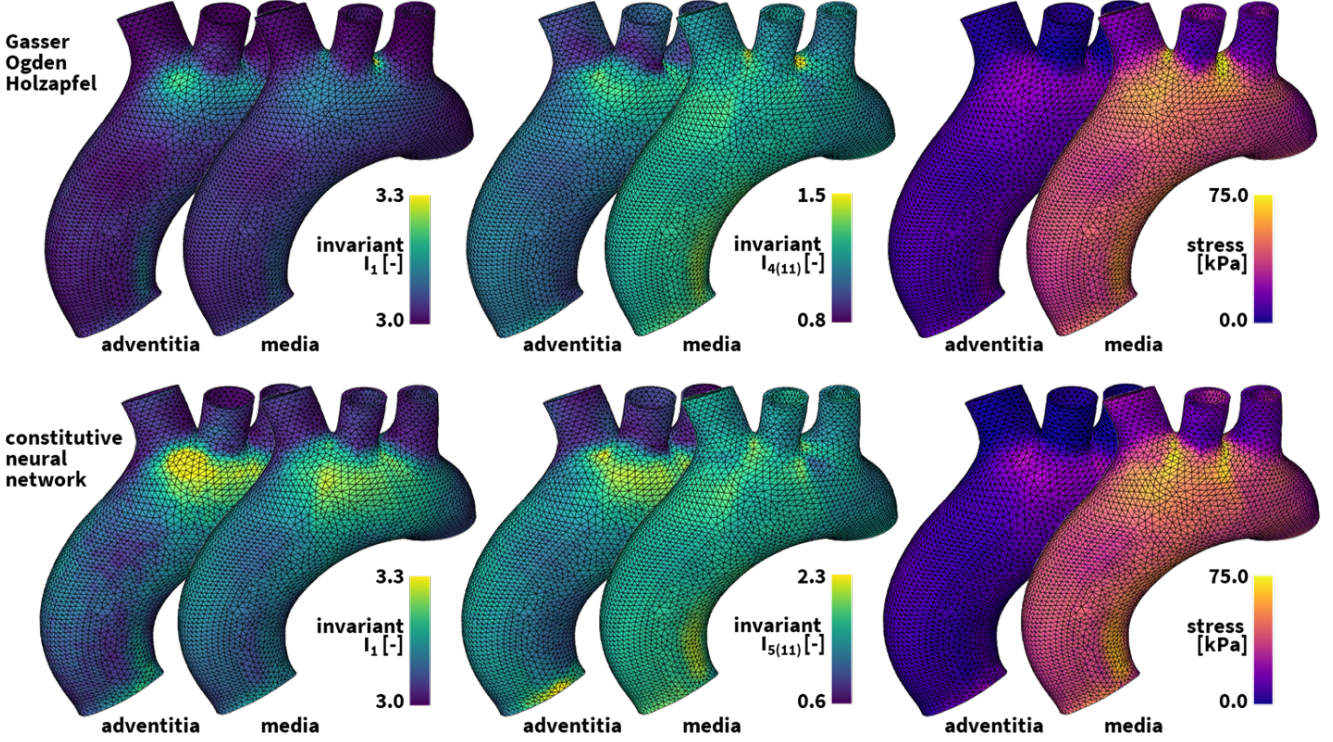 Gasser
Ogden
Holzapfel
3.3
invariant
I₁ [-]
3.0
adventitia media
1.5
invariant
I₄₍₁₁₎ [-]
0.8
adventitia media
75.0
stress
[kPa]
0.0
adventitia media
constitutive
neural
network
3.3
invariant
I₁ [-]
3.0
adventitia media
2.3
invariant
I₅₍₁₁₎ [-]
0.6
adventitia media
75.0
stress
[kPa]
0.0
adventitia media